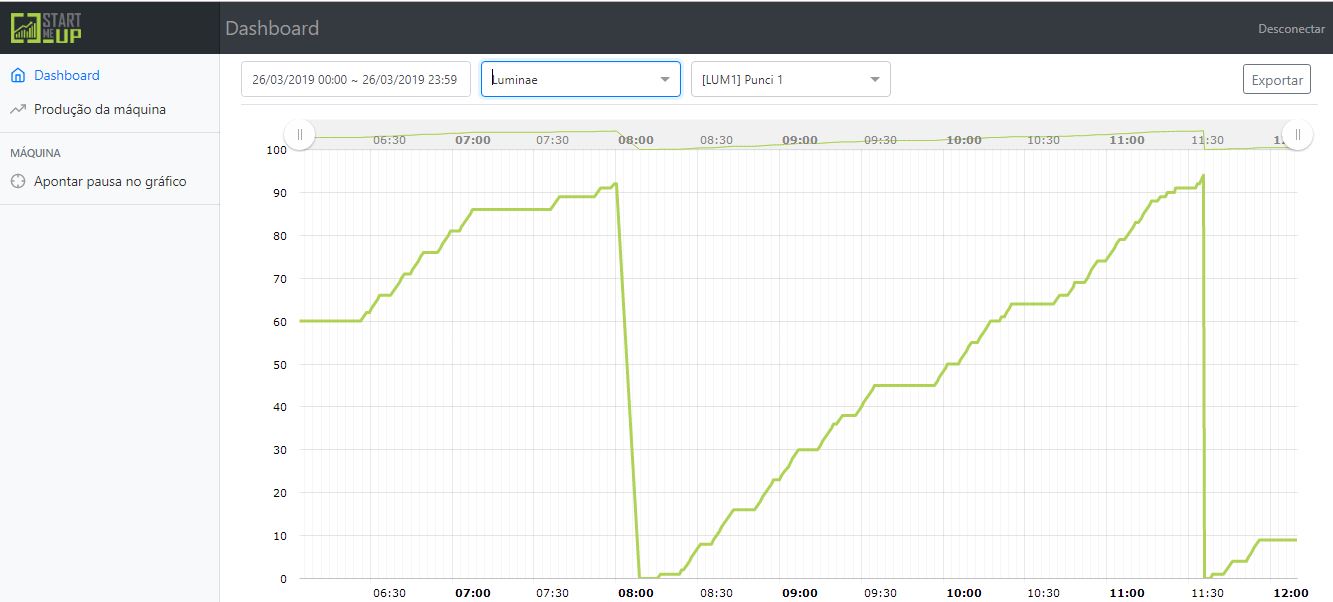 START
ME UP
Dashboard
Desconectar
Dashboard
Produção da máquina
MÁQUINA
Apontar pausa no gráfico
26/03/2019 00:00 ~ 26/03/2019 23:59
Luminae
[LUM1] Punci 1
Exportar
06:30 07:00 07:30 08:00 08:30 09:00 09:30 10:00 10:30 11:00 11:30
100
90
80
70
60
50
40
30
20
10
0
06:30 07:00 07:30 08:00 08:30 09:00 09:30 10:00 10:30 11:00 11:30 12:00